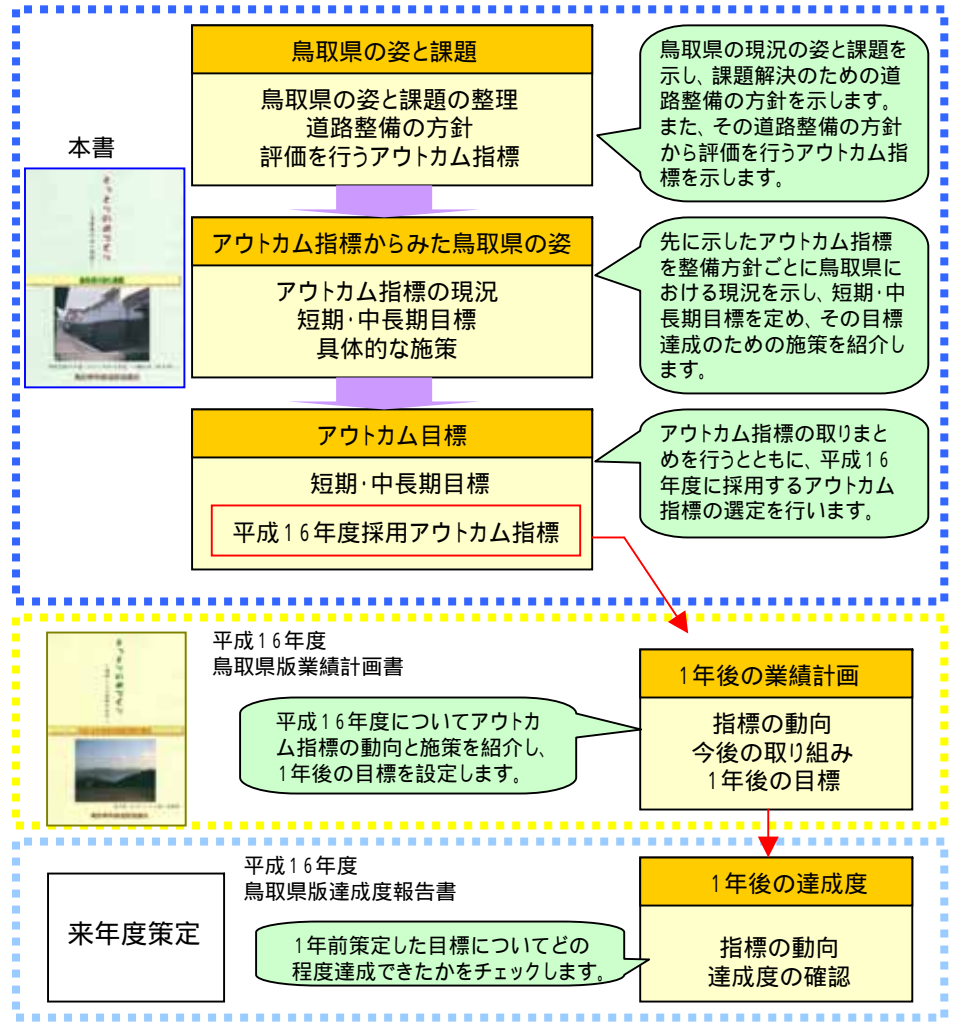 鳥取県の姿と課題
鳥取県の姿と課題の整理
道路整備の方針
評価を行うアウトカム指標
鳥取県の現況の姿と課題を
示し、課題解決のための道
路整備の方針を示します。
また、その道路整備の方針
から評価を行うアウトカム指
標を示します。
本書
アウトカム指標からみた鳥取県の姿
アウトカム指標の現況
短期・中長期目標
具体的な施策
先に示したアウトカム指標
を整備方針ごとに鳥取県に
おける現況を示し、短期・中
長期目標を定め、その目標
達成のための施策を紹介し
ます。
アウトカム目標
短期・中長期目標
平成16年度採用アウトカム指標
アウトカム指標の取りまと
めを行うとともに、平成16
年度に採用するアウトカム
指標の選定を行います。
平成16年度
鳥取県版業績計画書
平成16年度についてアウトカ
ム指標の動向と施策を紹介し、
1年後の目標を設定します。
1年後の業績計画
指標の動向
今後の取り組み
1年後の目標
平成16年度
鳥取県版達成度報告書
来年度策定
1年前策定した目標についてどの
程度達成できたかをチェックします。
1年後の達成度
指標の動向
達成度の確認